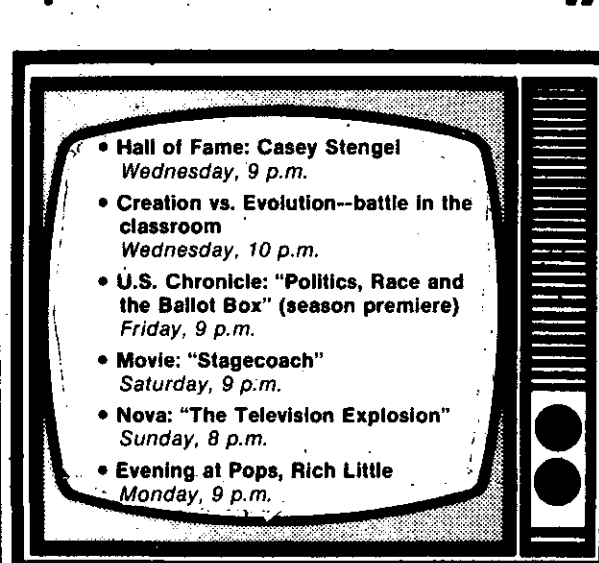 • Hall of Fame: Casey Stengel
Wednesday, 9 p.m.
• Creation vs. Evolution--battle in the
classroom
Wednesday, 10 p.m.
• U.S. Chronicle: “Politics, Race and
the Ballot Box” (season premiere)
Friday, 9 p.m.
• Movie: “Stagecoach”
Saturday, 9 p.m.
• Nova: “The Television Explosion”
Sunday, 8 p.m.
• Evening at Pops, Rich Little
Monday, 9 p.m.